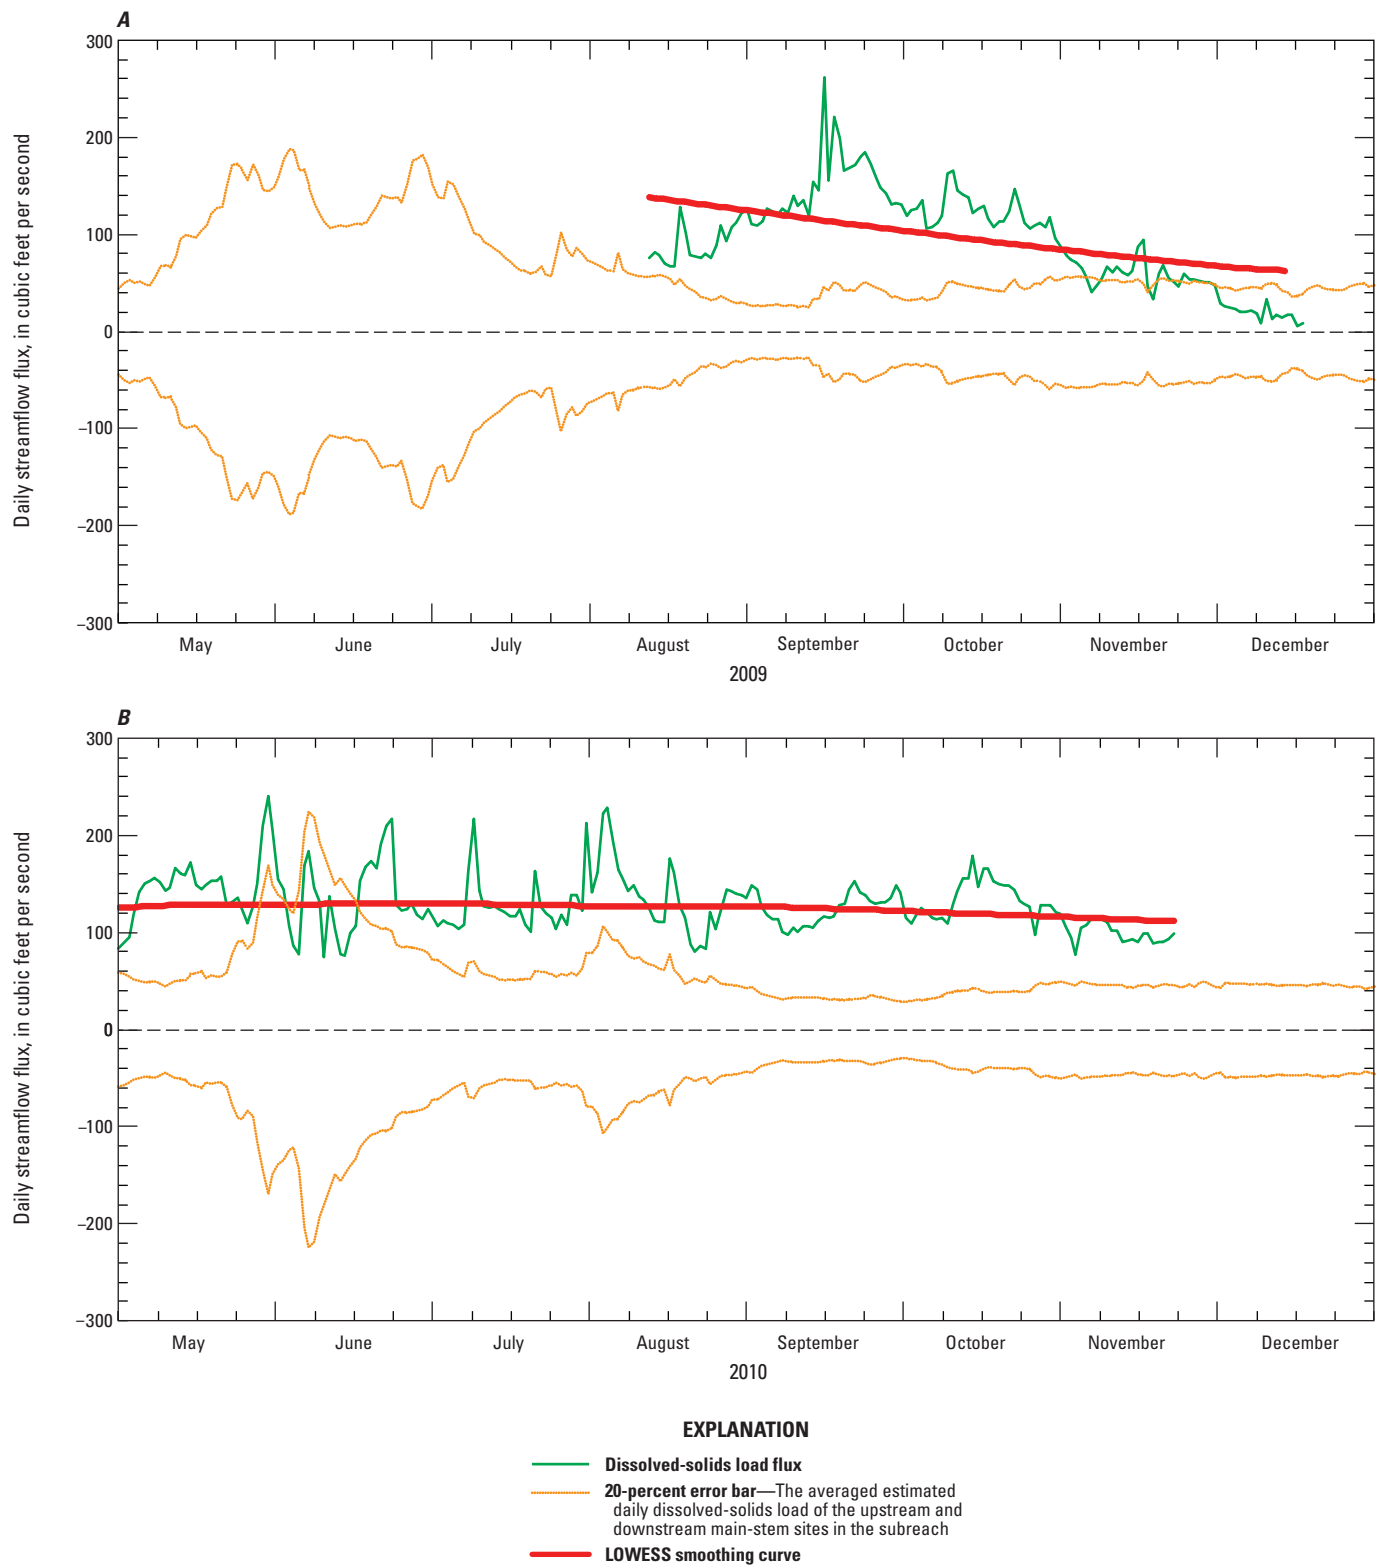 A
300
200
100
0
–100
–200
–300
Daily streamflow flux, in cubic feet per second
May June July August September October November December
2009
B
300
200
100
0
–100
–200
–300
Daily streamflow flux, in cubic feet per second
May June July August September October November December
2010
EXPLANATION
Dissolved-solids load flux
20-percent error bar—The averaged estimated
daily dissolved-solids load of the upstream and
downstream main-stem sites in the subreach
LOWESS smoothing curve